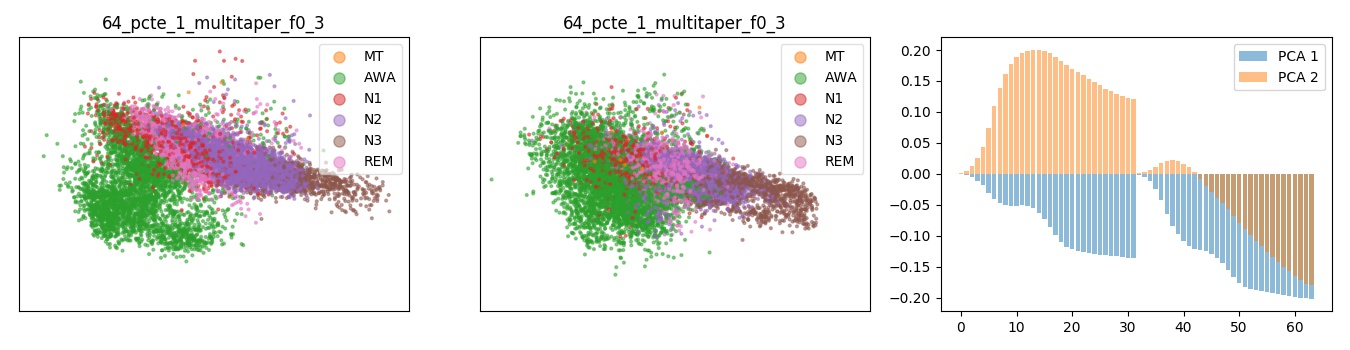 64_pcte_1_multitaper_f0_3
MT
AWA
N1
N2
N3
REM
64_pcte_1_multitaper_f0_3
MT
AWA
N1
N2
N3
REM
PCA 1
PCA 2
0.20
0.15
0.10
0.05
0.00
−0.05
−0.10
−0.15
−0.20
0 10 20 30 40 50 60